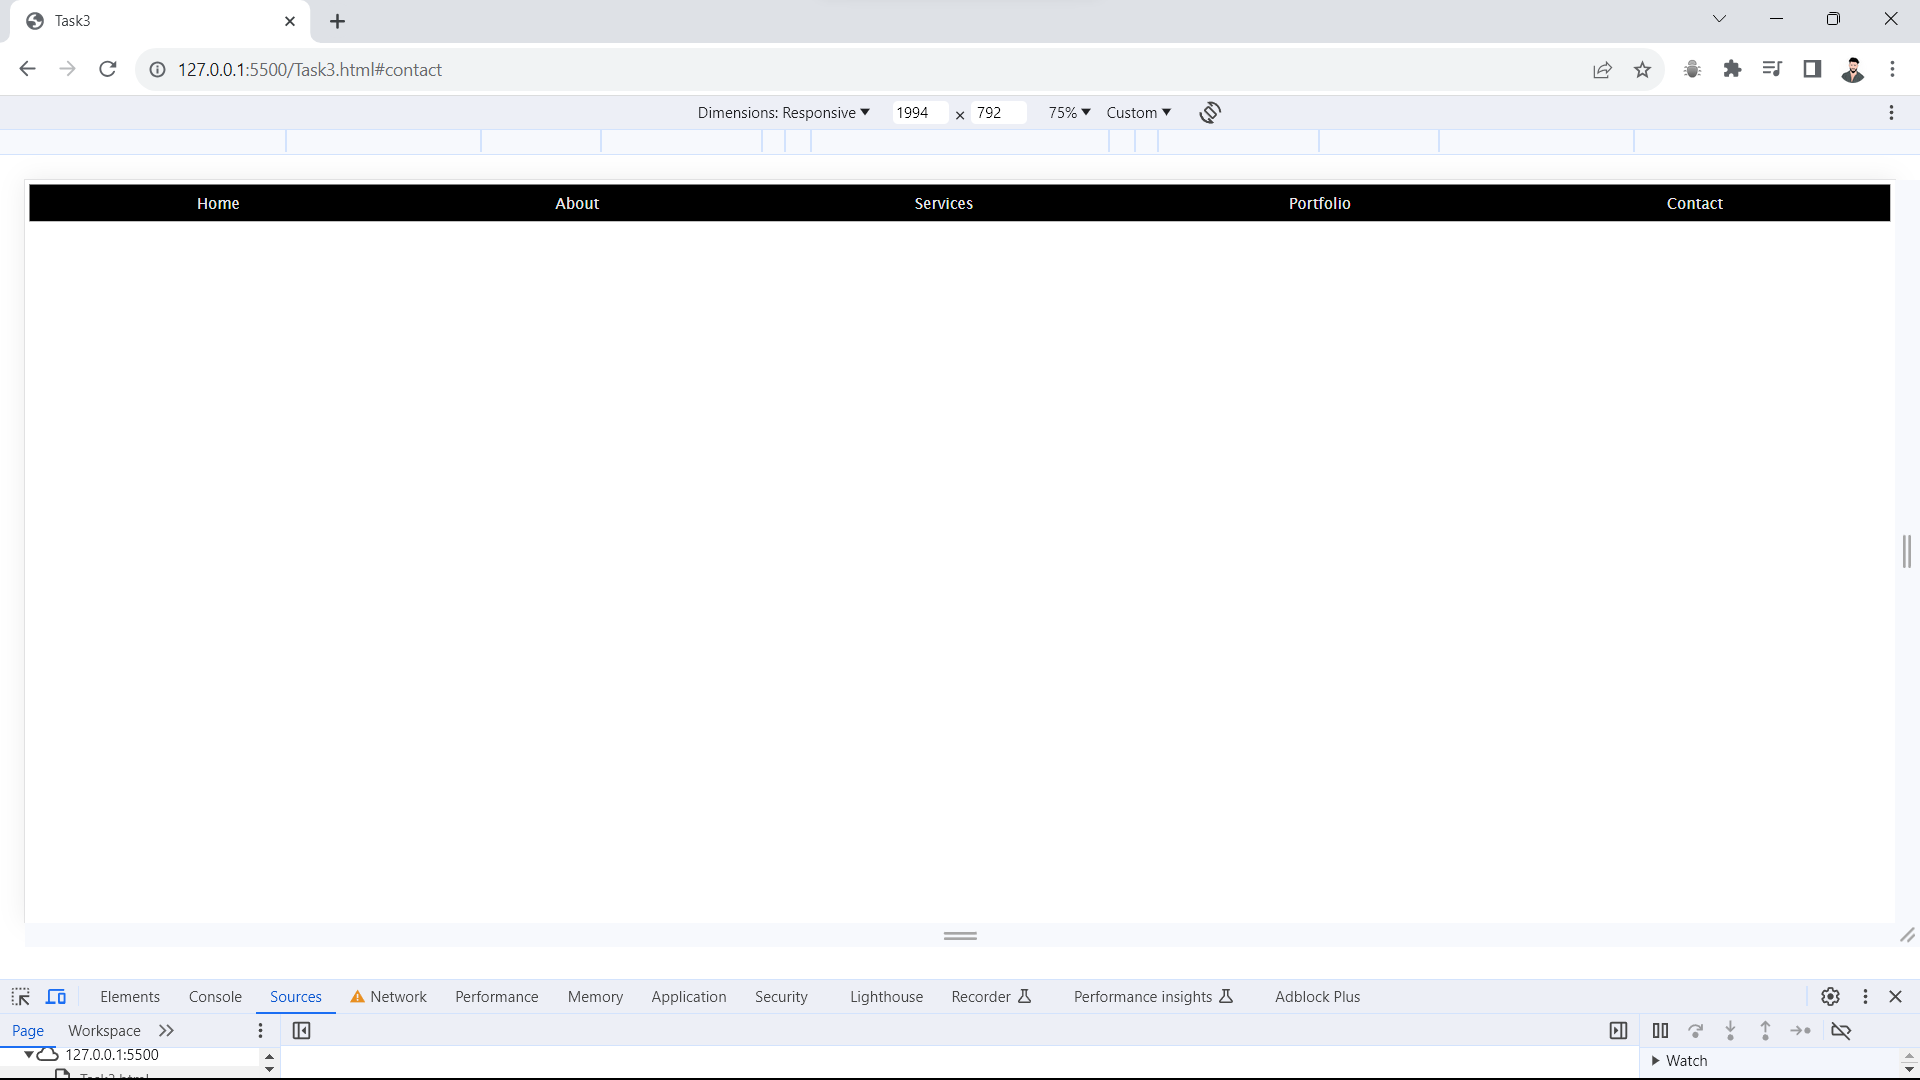 Task3
127.0.0.1:5500/Task3.html#contact
Dimensions: Responsive 1994 × 792 75% Custom
Home About Services Portfolio Contact
Elements Console Sources Network Performance Memory Application Security Lighthouse Recorder Performance insights Adblock Plus
Page Workspace
127.0.0.1:5500
Watch
Task3.html